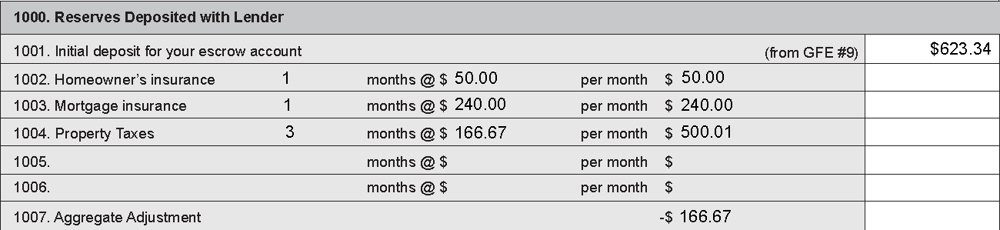 1000. Reserves Deposited with Lender
1001. Initial deposit for your escrow account (from GFE #9) $623.34
1002. Homeowner's insurance 1 months @ $ 50.00 per month $ 50.00
1003. Mortgage insurance 1 months @ $ 240.00 per month $ 240.00
1004. Property Taxes 3 months @ $ 166.67 per month $ 500.01
1005. months @ $ per month $
1006. months @ $ per month $
1007. Aggregate Adjustment -$ 166.67